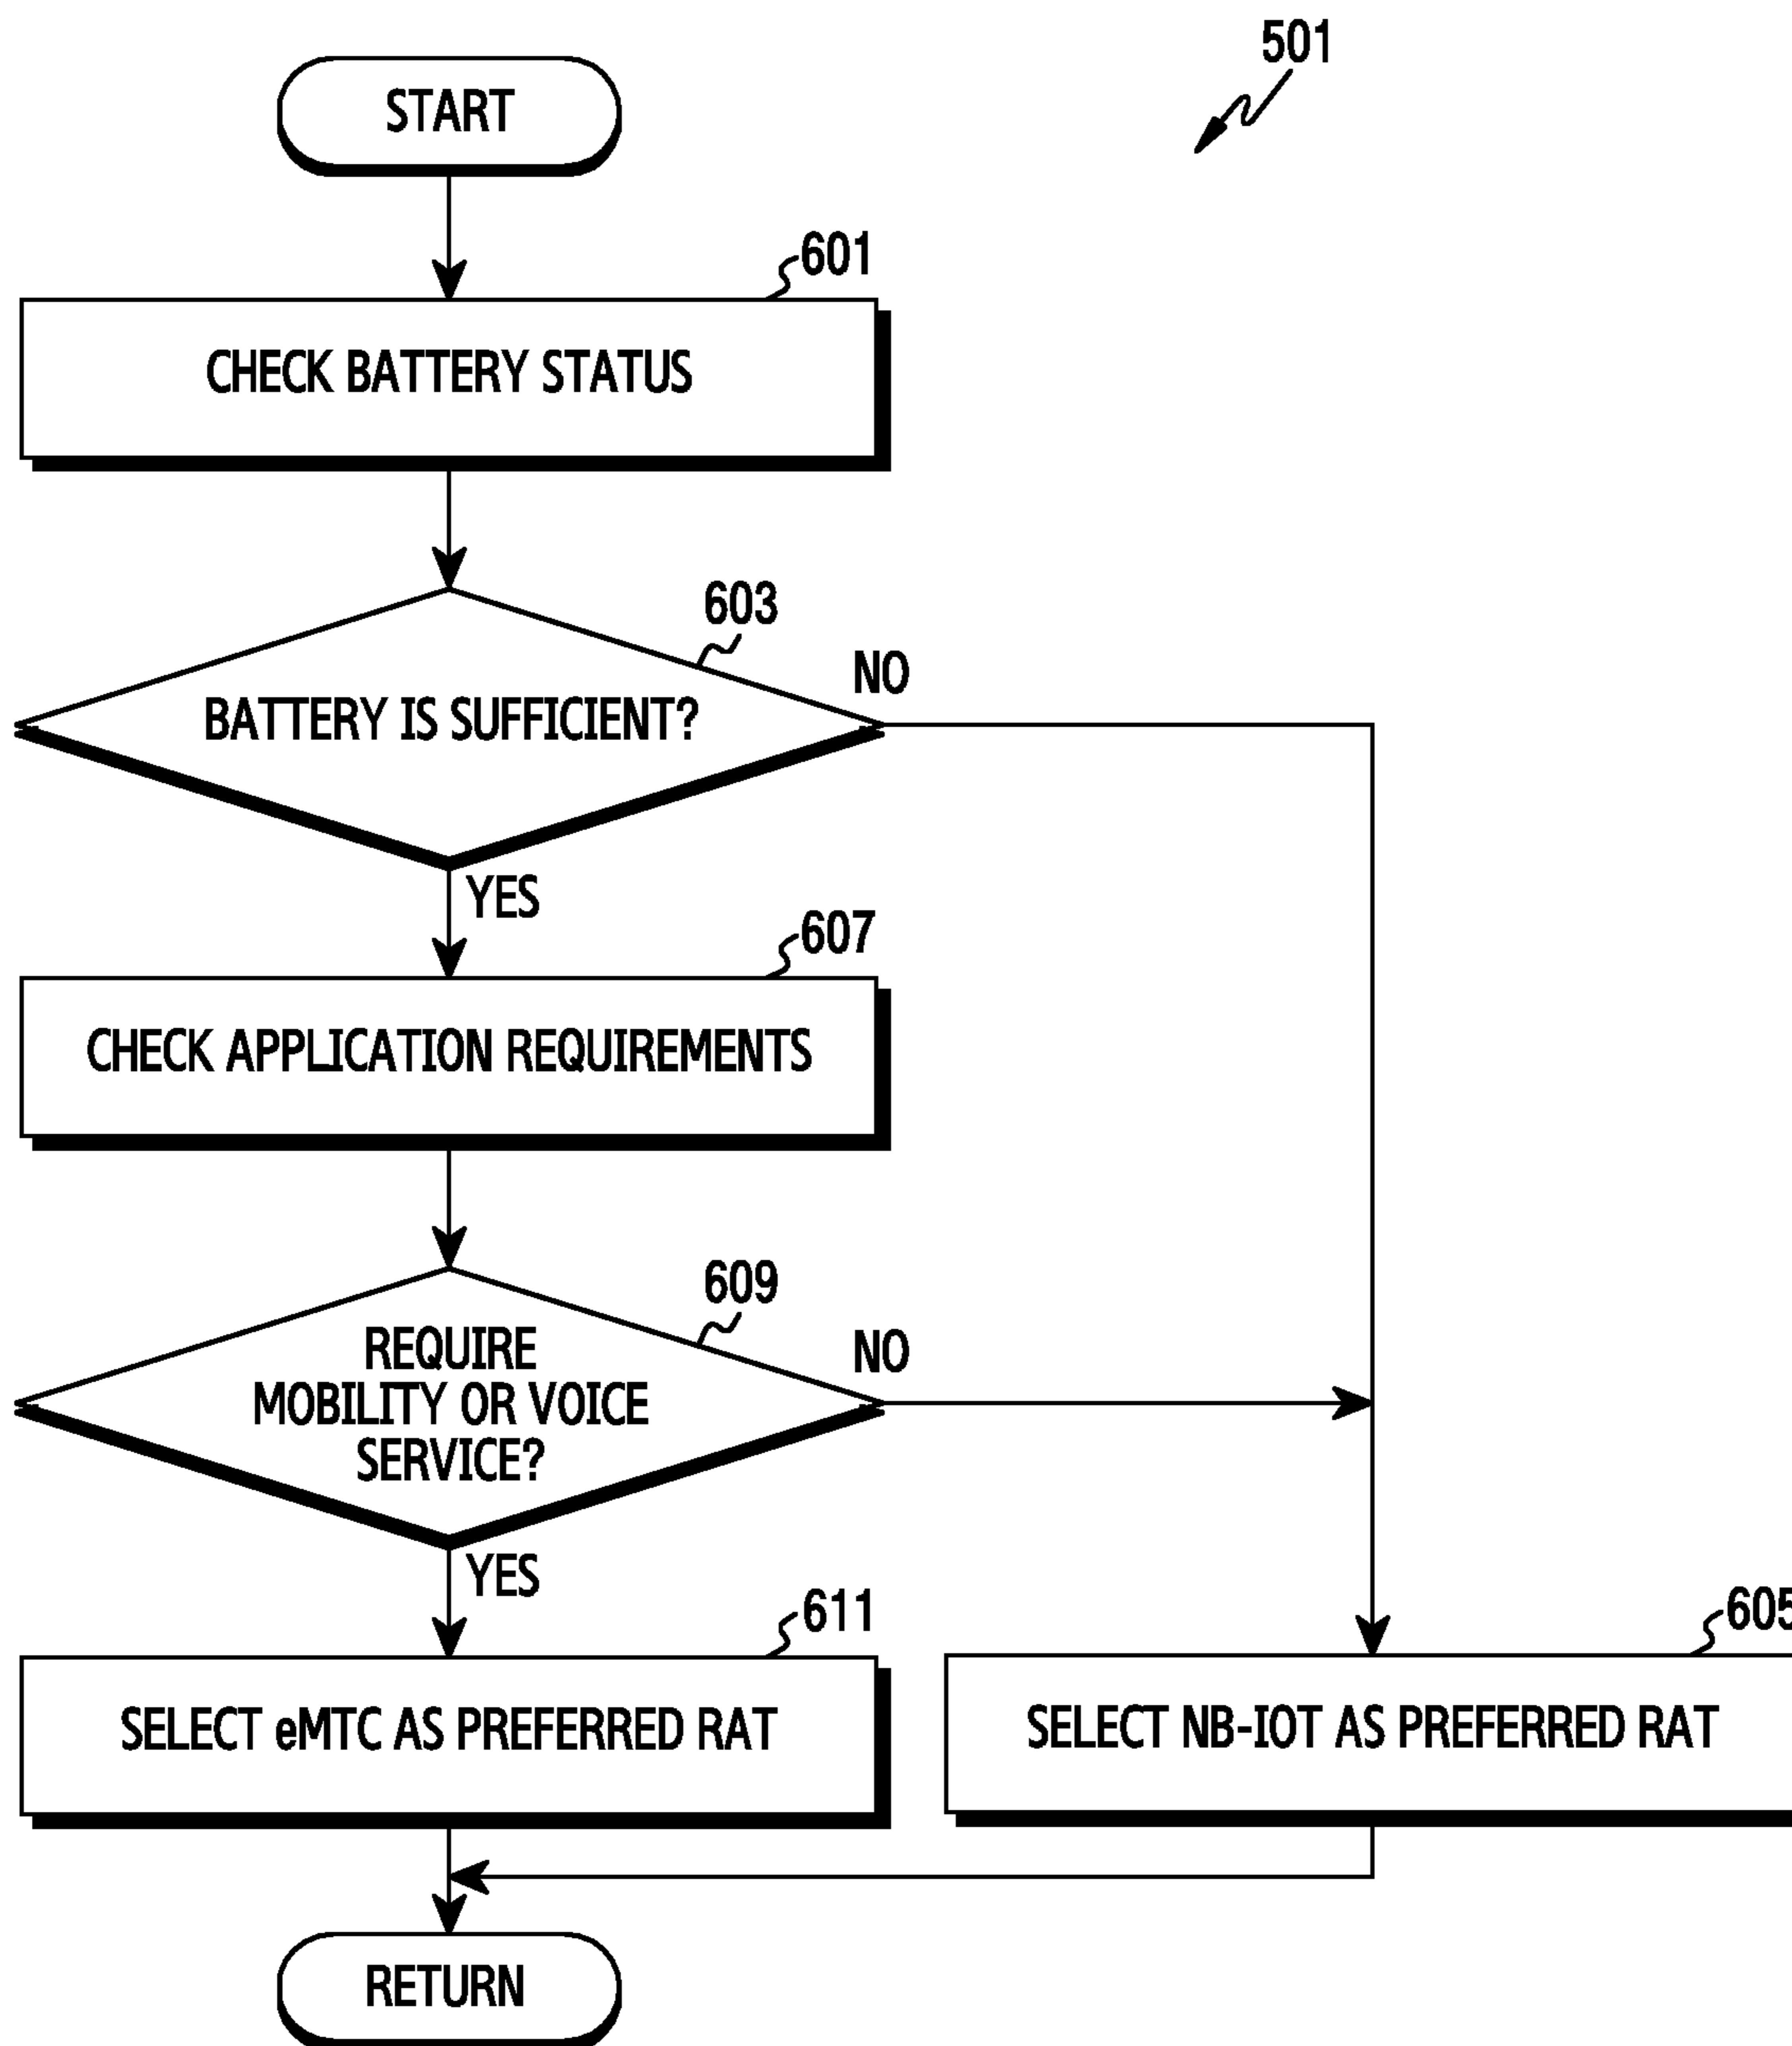 501
START
601
CHECK BATTERY STATUS
603
BATTERY IS SUFFICIENT?
NO
YES
607
CHECK APPLICATION REQUIREMENTS
609
REQUIRE
MOBILITY OR VOICE
SERVICE?
NO
YES
611
SELECT eMTC AS PREFERRED RAT
605
SELECT NB-IOT AS PREFERRED RAT
RETURN